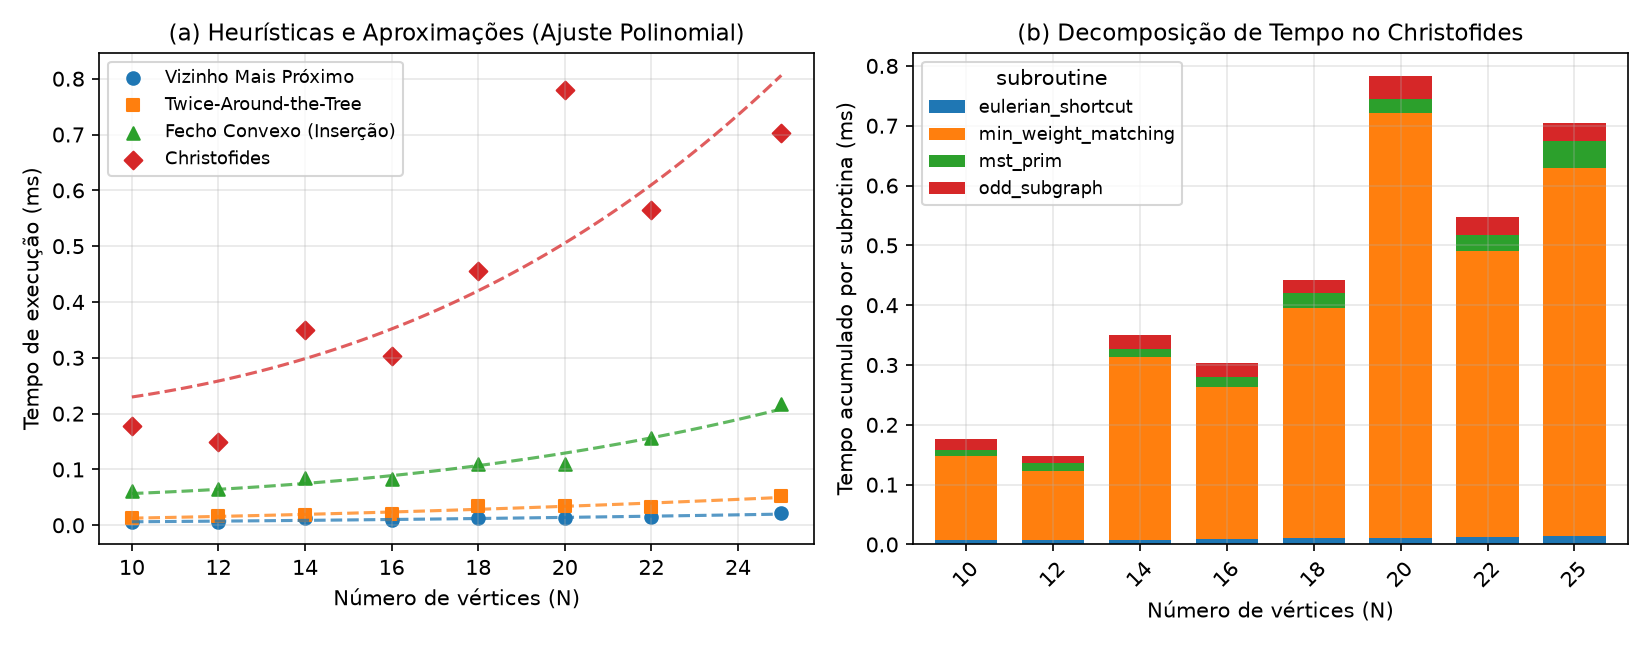 (a) Heurísticas e Aproximações (Ajuste Polinomial)
Tempo de execução (ms)
0.8
0.7
0.6
0.5
0.4
0.3
0.2
0.1
0.0
Vizinho Mais Próximo
Twice-Around-the-Tree
Fecho Convexo (Inserção)
Christofides
10
12
14
16
18
20
22
24
Número de vértices (N)
(b) Decomposição de Tempo no Christofides
Tempo acumulado por subrotina (ms)
0.8
0.7
0.6
0.5
0.4
0.3
0.2
0.1
0.0
subroutine
eulerian_shortcut
min_weight_matching
mst_prim
odd_subgraph
10
12
14
16
18
20
22
25
Número de vértices (N)